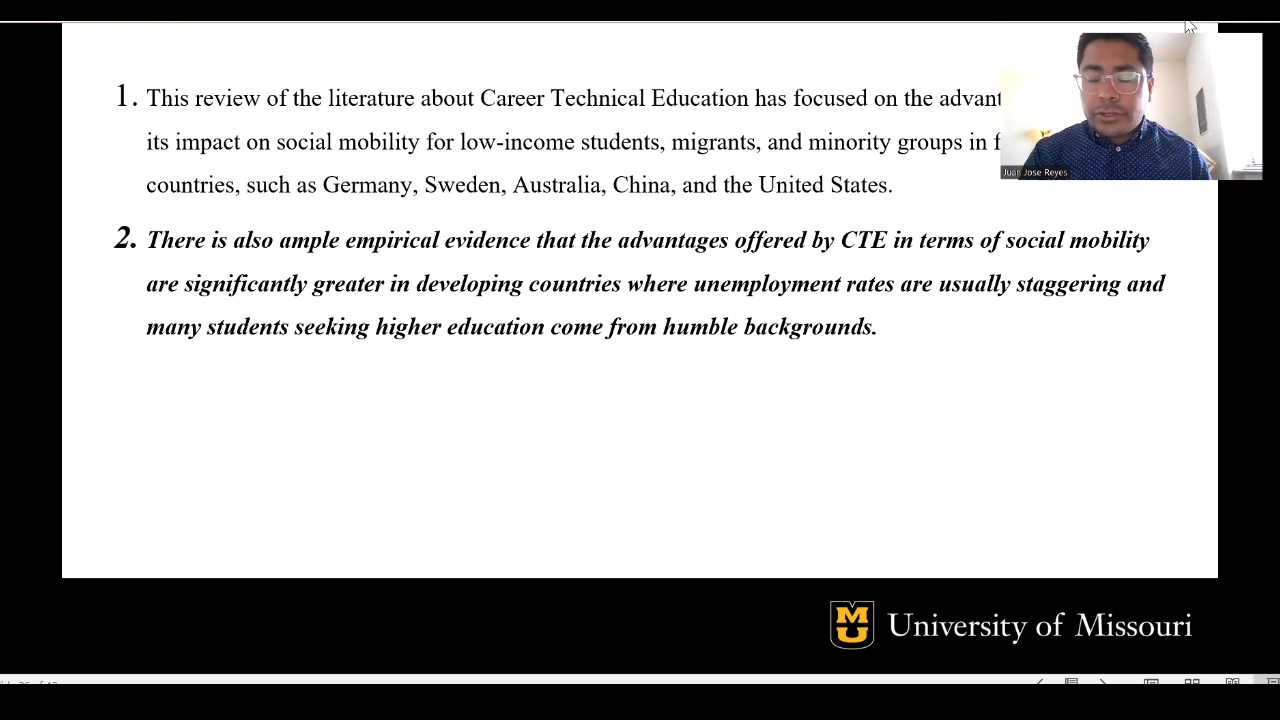 1. This review of the literature about Career Technical Education has focused on the
its impact on social mobility for low-income students, migrants, and minority groups in
countries, such as Germany, Sweden, Australia, China, and the United States.
2. There is also ample empirical evidence that the advantages offered by CTE in terms of social mobility
are significantly greater in developing countries where unemployment rates are usually staggering and
many students seeking higher education come from humble backgrounds.
Juan Jose Reyes
MU
University of Missouri